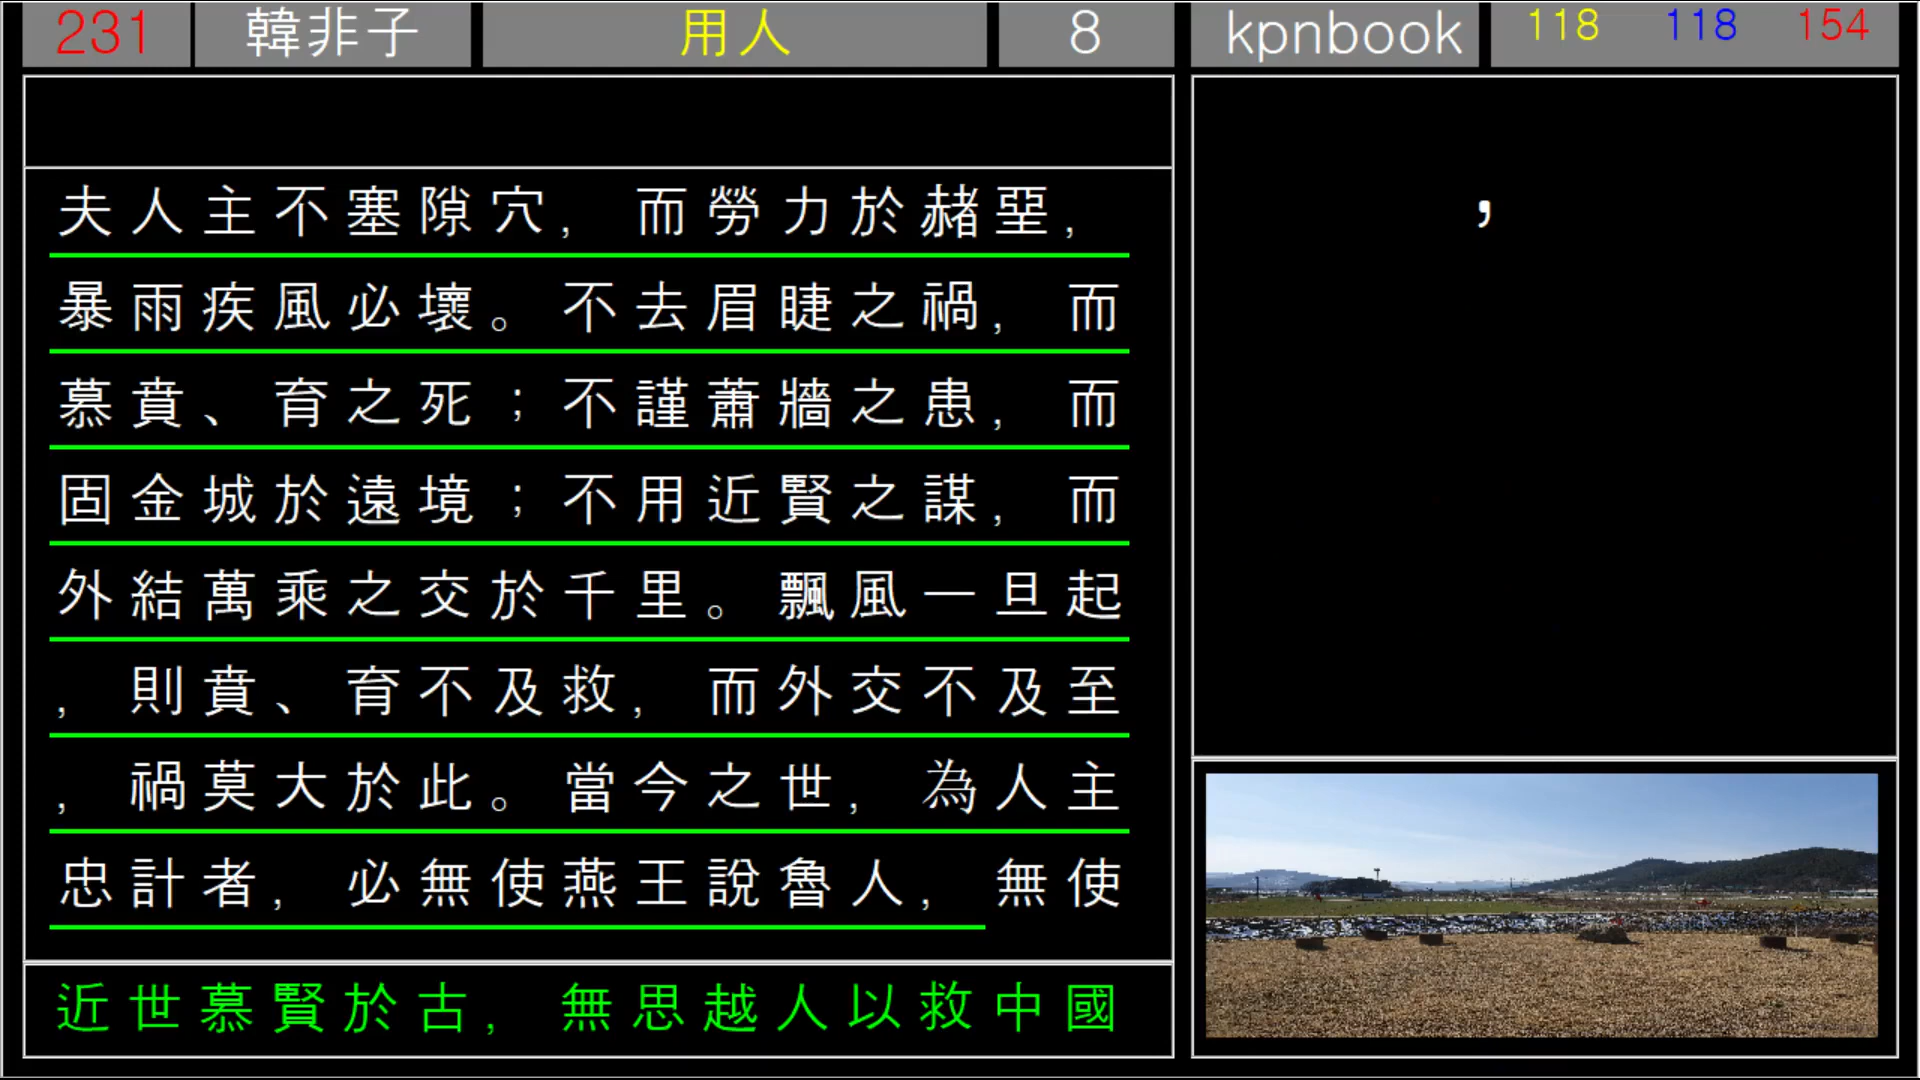 231 韓非子 用人 8 kpnbook 118 118 154
夫人主不塞隙穴，而勞力於赭堊，
暴雨疾風必壞。不去眉睫之禍，而
慕賁、育之死；不謹蕭牆之患，而
固金城於遠境；不用近賢之謀，而
外結萬乘之交於千里。飄風一旦起
，則賁、育不及救，而外交不及至
，禍莫大於此。當今之世，為人主
忠計者，必無使燕王說魯人，無使
近世慕賢於古，無思越人以救中國
，